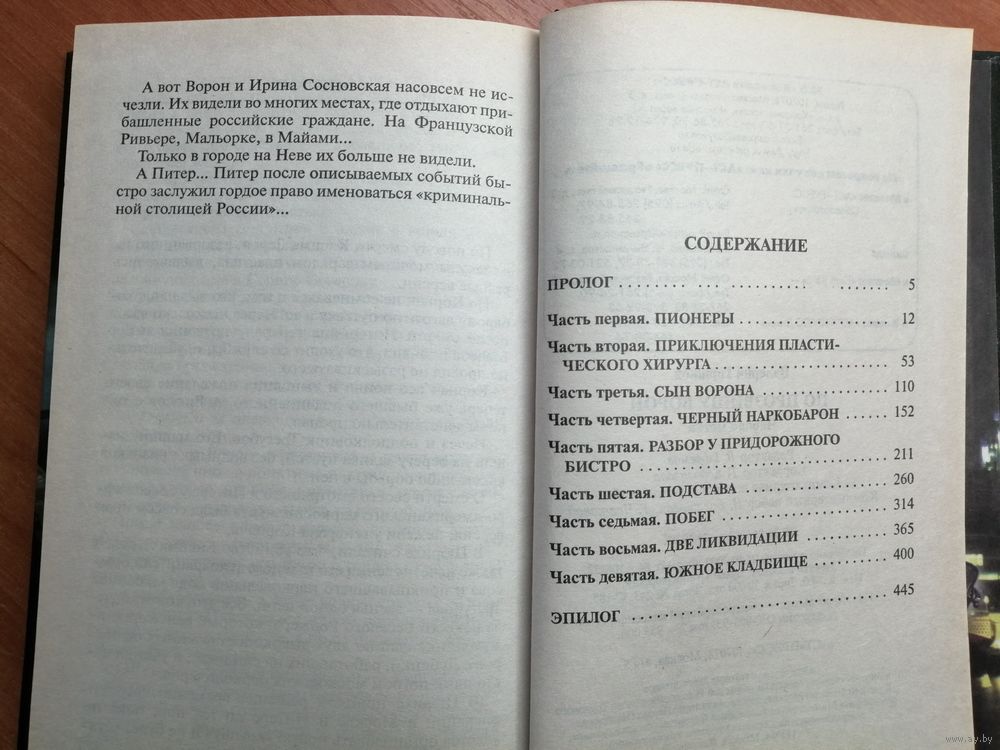 А вот Ворон и Ирина Сосновская насовсем не ис-
чезли. Их видели во многих местах, где отдыхают при-
башленные российские граждане. На Французской
Ривьере, Мальорке, в Майами...
Только в городе на Неве их больше не видели.
А Питер... Питер после описываемых событий бы-
стро заслужил гордое право именоваться «криминаль-
ной столицей России»...
СОДЕРЖАНИЕ
ПРОЛОГ ........ ... .......... ....... 5
Часть первая. ПИОНЕРЫ ..................... 12
Часть вторая. ПРИКЛЮЧЕНИЯ ПЛАСТИ-
ЧЕСКОГО ХИРУРГА ....................... 53
Часть третья. СЫН ВОРОНА ................. 110
Часть четвертая. ЧЕРНЫЙ НАРКОБАРОН ...... 152
Часть пятая. РАЗБОР У ПРИДОРОЖНОГО
БИСТРО ................................ 211
Часть шестая. ПОДСТАВА ................... 260
Часть седьмая. ПОБЕГ ..................... 314
Часть восьмая. ДВЕ ЛИКВИДАЦИИ ........... 365
Часть девятая. ЮЖНОЕ КЛАДБИЩЕ .......... 400
ЭПИЛОГ ................................. 445
www.ay.by